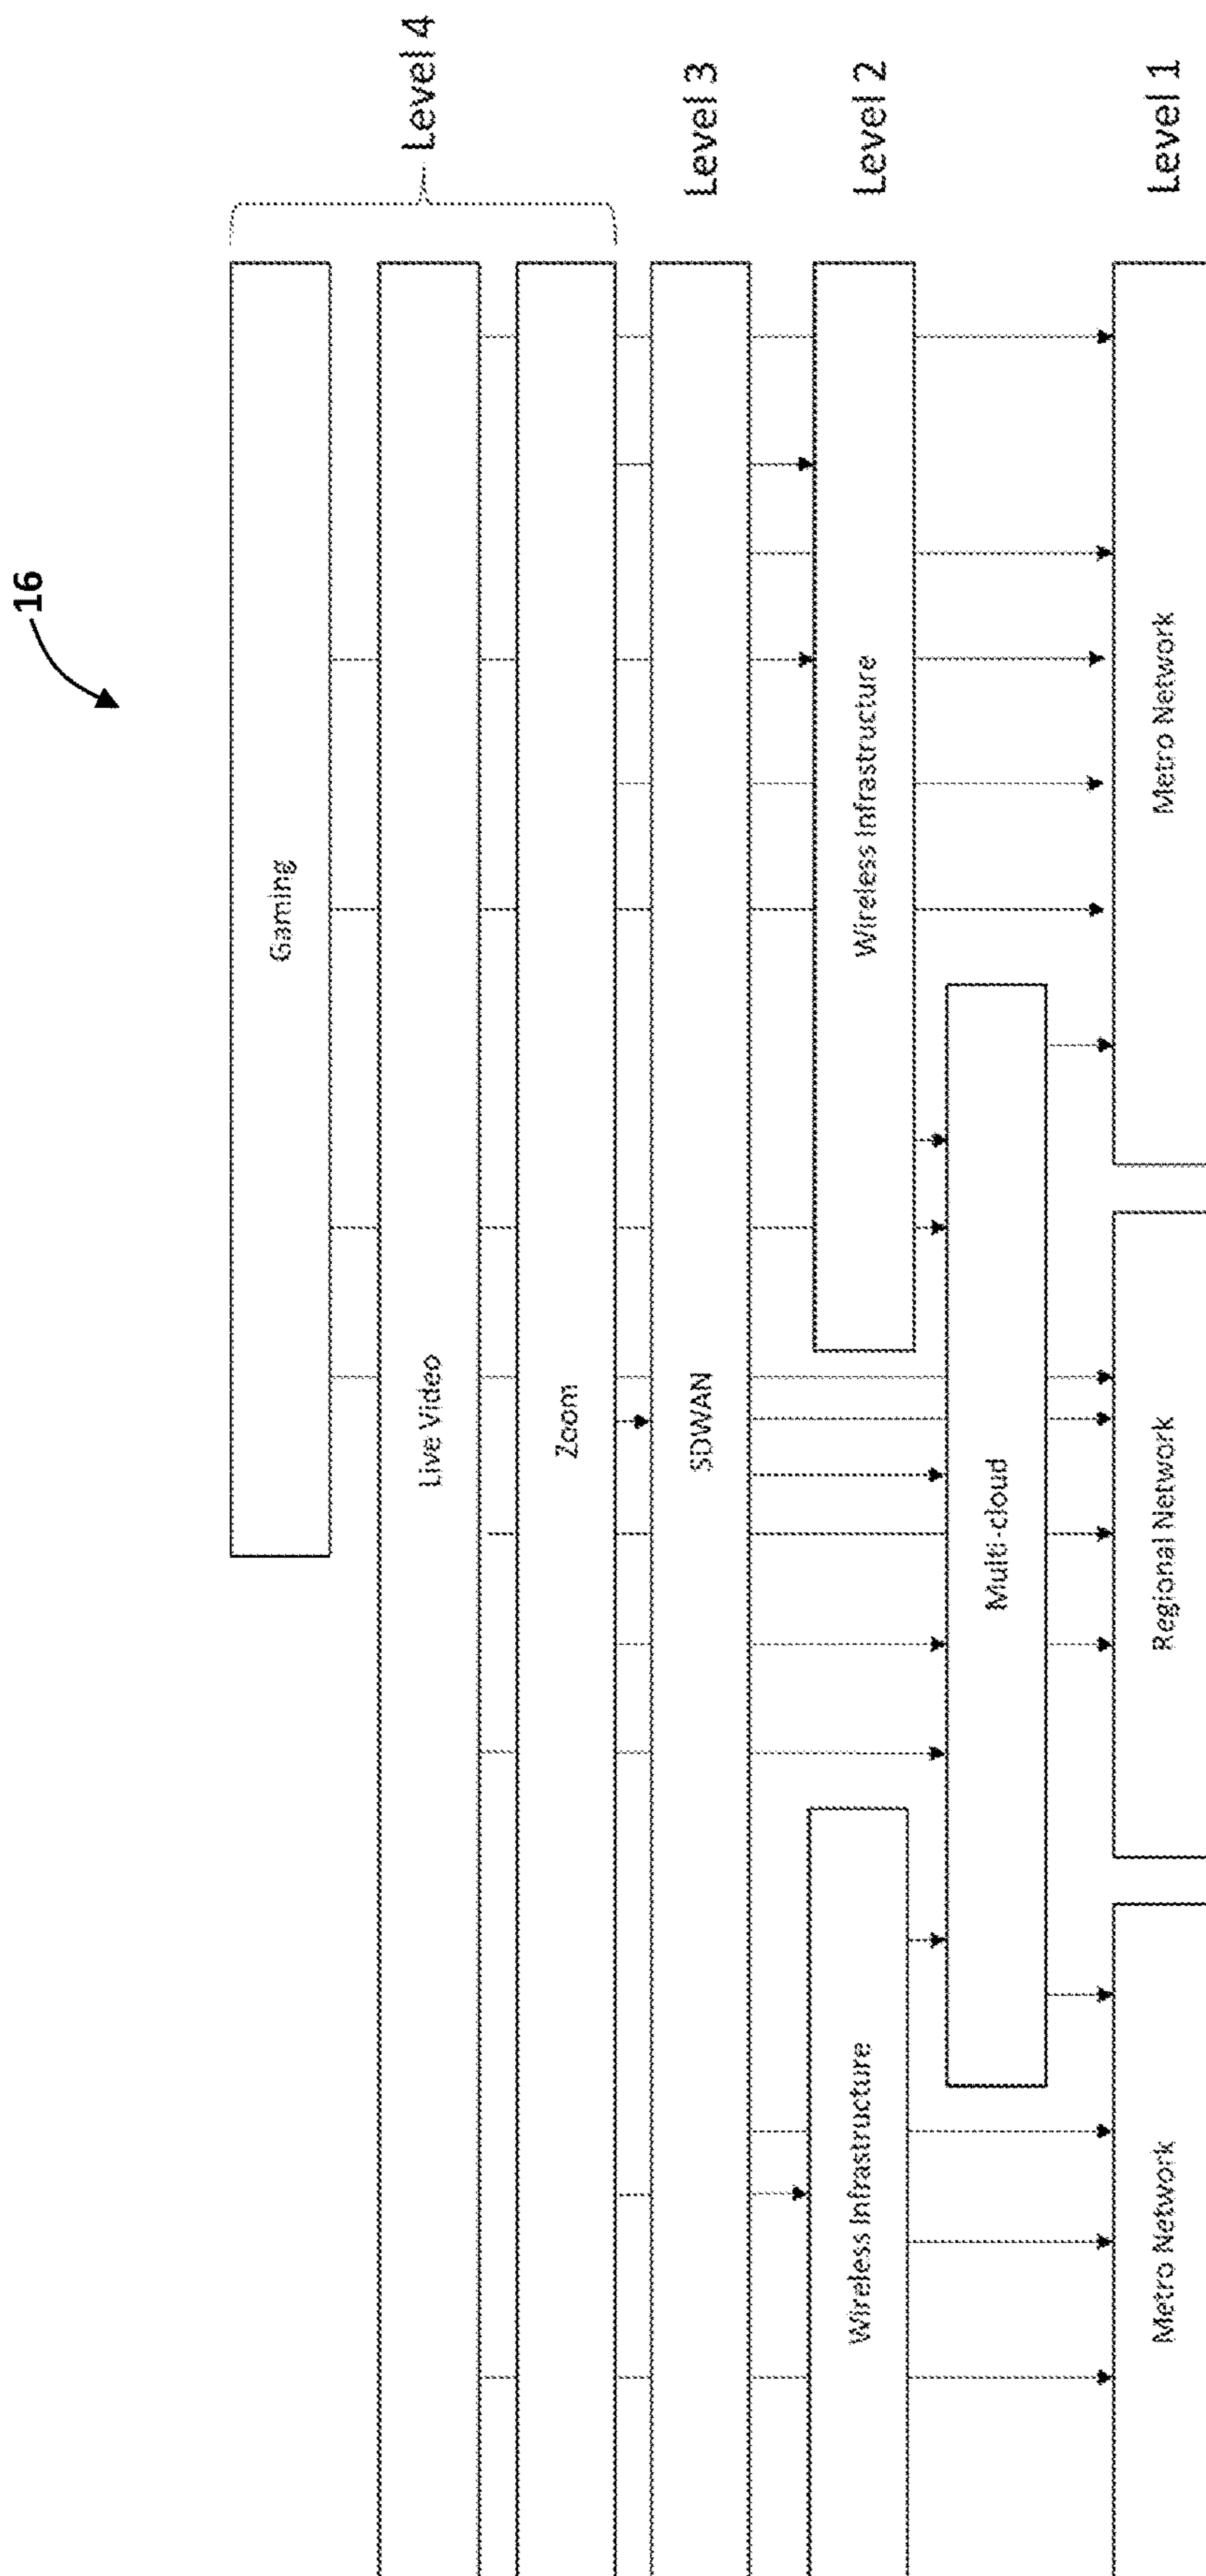 16
Gaming
Level 4
Live Video
Zoom
SDWAN
Level 3
Wireless Infrastructure
Wireless Infrastructure
Level 2
Multi-cloud
Metro Network
Regional Network
Metro Network
Level 1